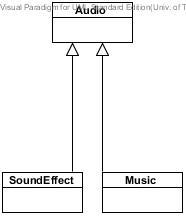 Visual Paradigm for UML Standard Edition(Univ. of T
Audio
SoundEffect
Music